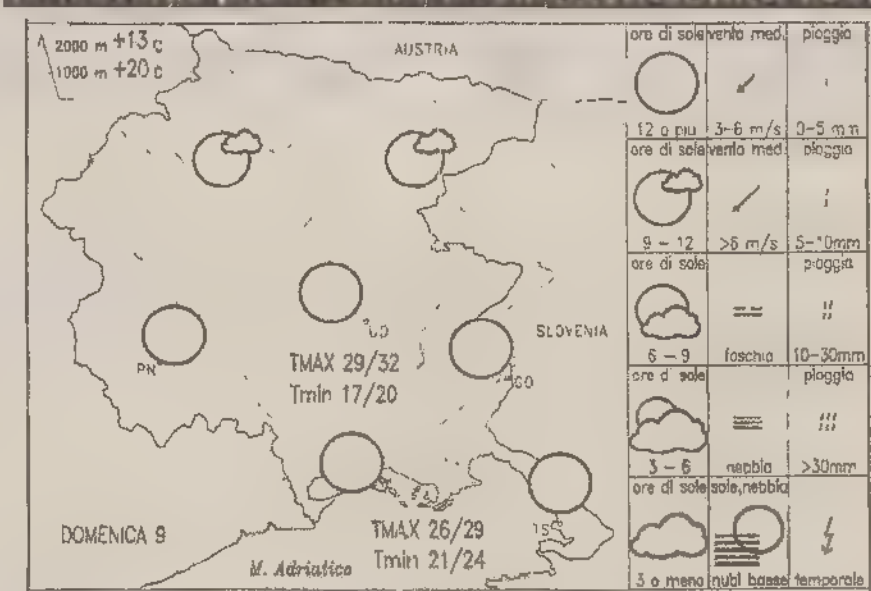 2000 m +13 c
1000 m +20 c
AUSTRIA
UD
SLOVENIA
PN
TMAX 29/32
Tmin 17/20
GO
DOMENICA 9
TMAX 26/29
Tmin 21/24
TS
M. Adriatico
ore di sole vento med. pioggia
12 o piu 3-6 m/s 0-5 mm
ore di sole vento med. pioggia
9 - 12 >6 m/s 5-10mm
ore di sole pioggia
6 - 9 foschia 10-30mm
ore di sole pioggia
3 - 6 nebbia >30mm
ore di sole sole,nebbia
3 o meno nubi basse temporale